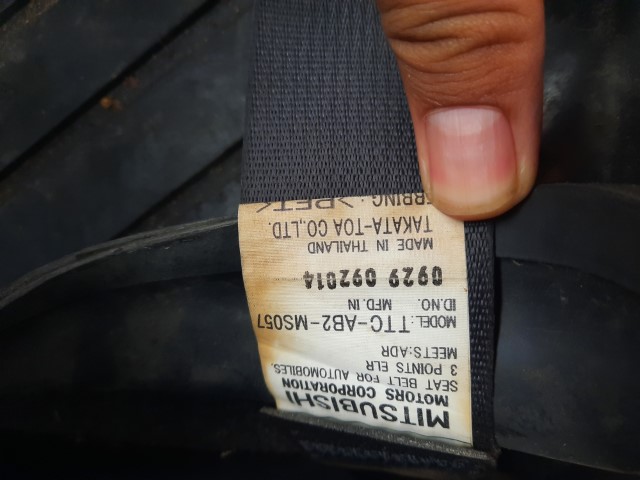 MITSUBISHI
MOTORS CORPORATION
SEAT BELT FOR AUTOMOBILES.
3 POINTS ELR
MEETS:ADR
MODEL:TTC-AB2-MS057
ID.NO. MFD.IN
0929 092014
MADE IN THAILAND
TAKATA-TOA CO.,LTD.
>PET<